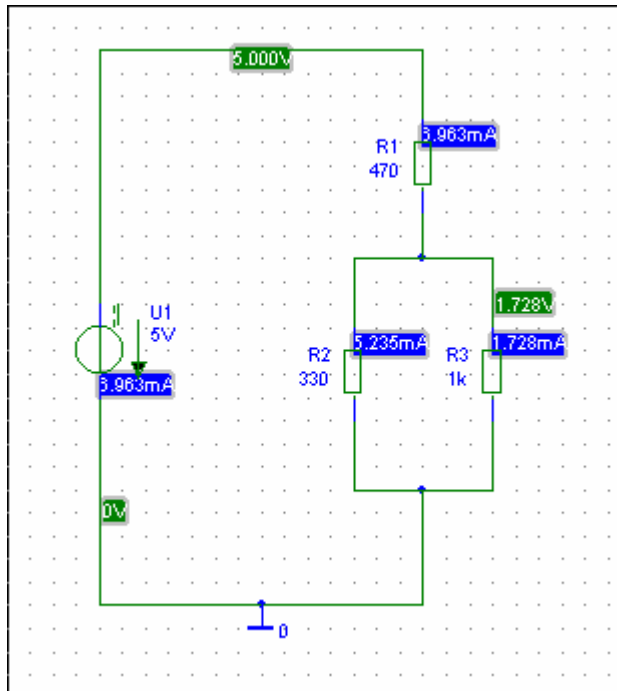 5.000V
6.963mA
R1
470
1.728V
U1
5V
5.235mA
1.728mA
R2
330
R3
1k
6.963mA
0V
0